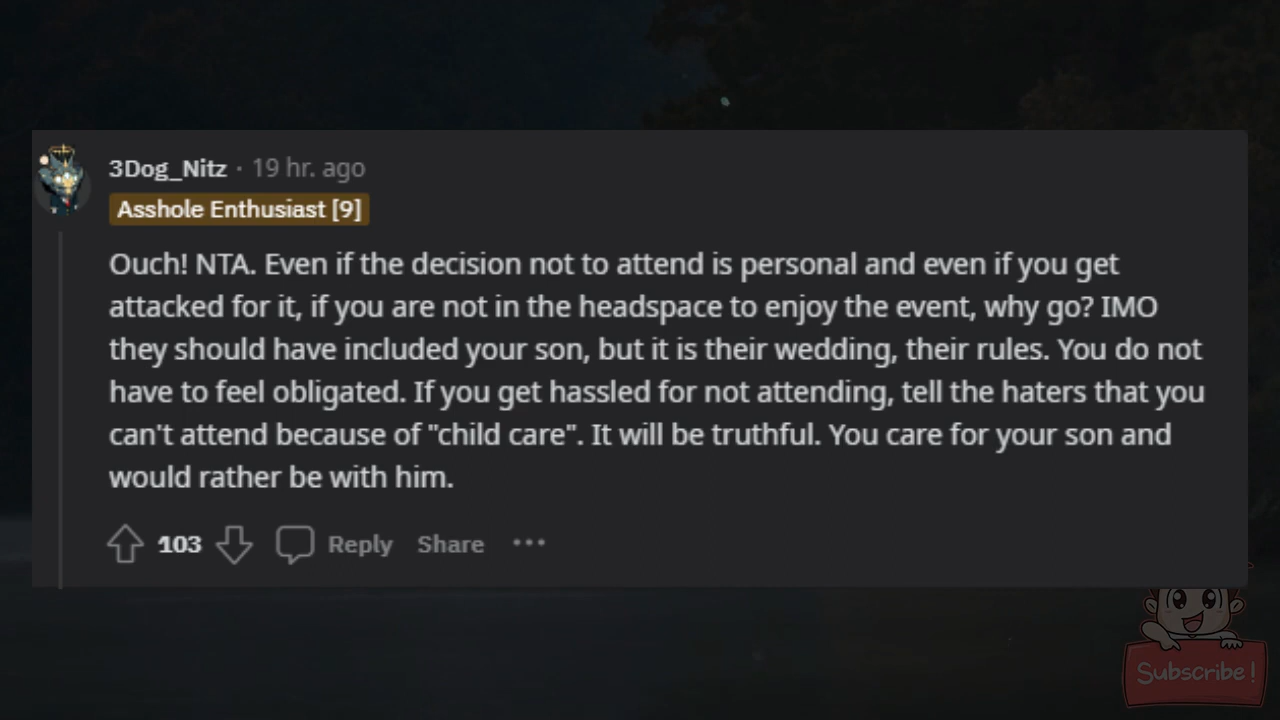 3Dog_Nitz · 19 hr. ago
Asshole Enthusiast [9]
Ouch! NTA. Even if the decision not to attend is personal and even if you get
attacked for it, if you are not in the headspace to enjoy the event, why go? IMO
they should have included your son, but it is their wedding, their rules. You do not
have to feel obligated. If you get hassled for not attending, tell the haters that you
can't attend because of "child care". It will be truthful. You care for your son and
would rather be with him.
103 Reply Share ···
Subscribe!